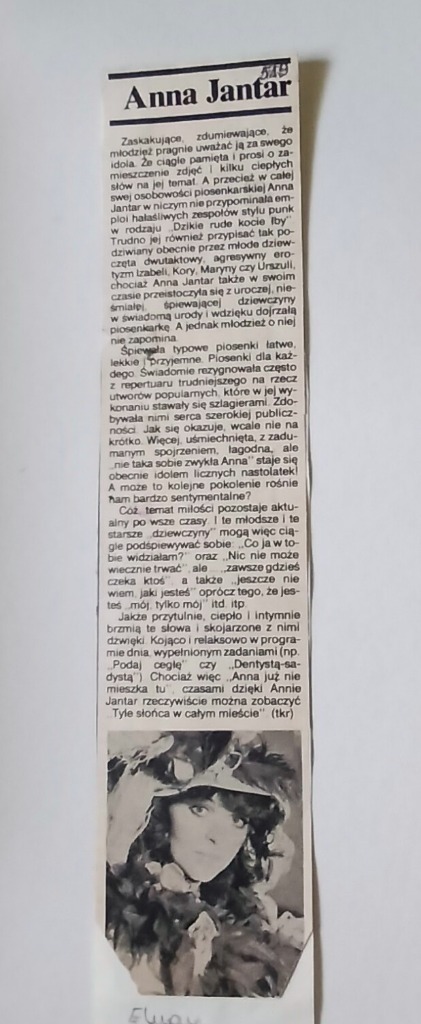 Anna Jantar
Zaskakujące, zdumiewające, że
młodzież pragnie uważać ją za swego
idola. Że ciągle pamięta i prosi o za-
mieszczenie zdjęć i kilku ciepłych
słów na jej temat. A przecież w całej
swej osobowości piosenkarskiej Anna
Jantar w niczym nie przypominała em-
ploi hałaśliwych zespołów stylu punk
w rodzaju „Dzikie rude kocie łby”
Trudno jej również przypisać tak po-
dziwiany obecnie przez młode dziew-
częta dwutaktowy, agresywny ero-
tyzm Izabeli, Kory, Maryny czy Urszuli,
chociaż Anna Jantar także w swoim
czasie przeistoczyła się z uroczej, nie-
śmiałej, śpiewającej dziewczyny
w świadomą urody i wdzięku dojrzałą
piosenkarkę. A jednak młodzież o niej
nie zapomina.
Śpiewała typowe piosenki łatwe,
lekkie i przyjemne. Piosenki dla każ-
dego. Świadomie rezygnowała często
z repertuaru trudniejszego na rzecz
utworów popularnych, które w jej wy-
konaniu stawały się szlagierami. Zdo-
bywała nimi serca szerokiej publicz-
ności. Jak się okazuje, wcale nie na
krótko. Więcej, uśmiechnięta, z zadu-
manym spojrzeniem, łagodna, ale
„nie taka sobie zwykła Anna” staje się
obecnie idolem licznych nastolatek!
A może to kolejne pokolenie rośnie
nam bardzo sentymentalne?
Cóż, temat miłości pozostaje aktu-
alny po wsze czasy. I te młodsze i te
starsze „dziewczyny” mogą więc cią-
gle podśpiewywać sobie: „Co ja w to-
bie widziałam?” oraz „Nic nie może
wiecznie trwać”, ale „zawsze gdzieś
czeka ktoś”, a także „jeszcze nie
wiem, jaki jesteś” oprócz tego, że jes-
teś „mój, tylko mój” itd. itp.
Jakże przytulnie, ciepło i intymnie
brzmią te słowa i skojarzone z nimi
dźwięki. Kojąco i relaksowo w progra-
mie dnia, wypełnionym zadaniami (np.
„Podaj cegłę” czy „Dentystą-sa-
dystą”) Chociaż więc „Anna już nie
mieszka tu”, czasami dzięki Annie
Jantar rzeczywiście można zobaczyć
„Tyle słońca w całym mieście”. (tkr)